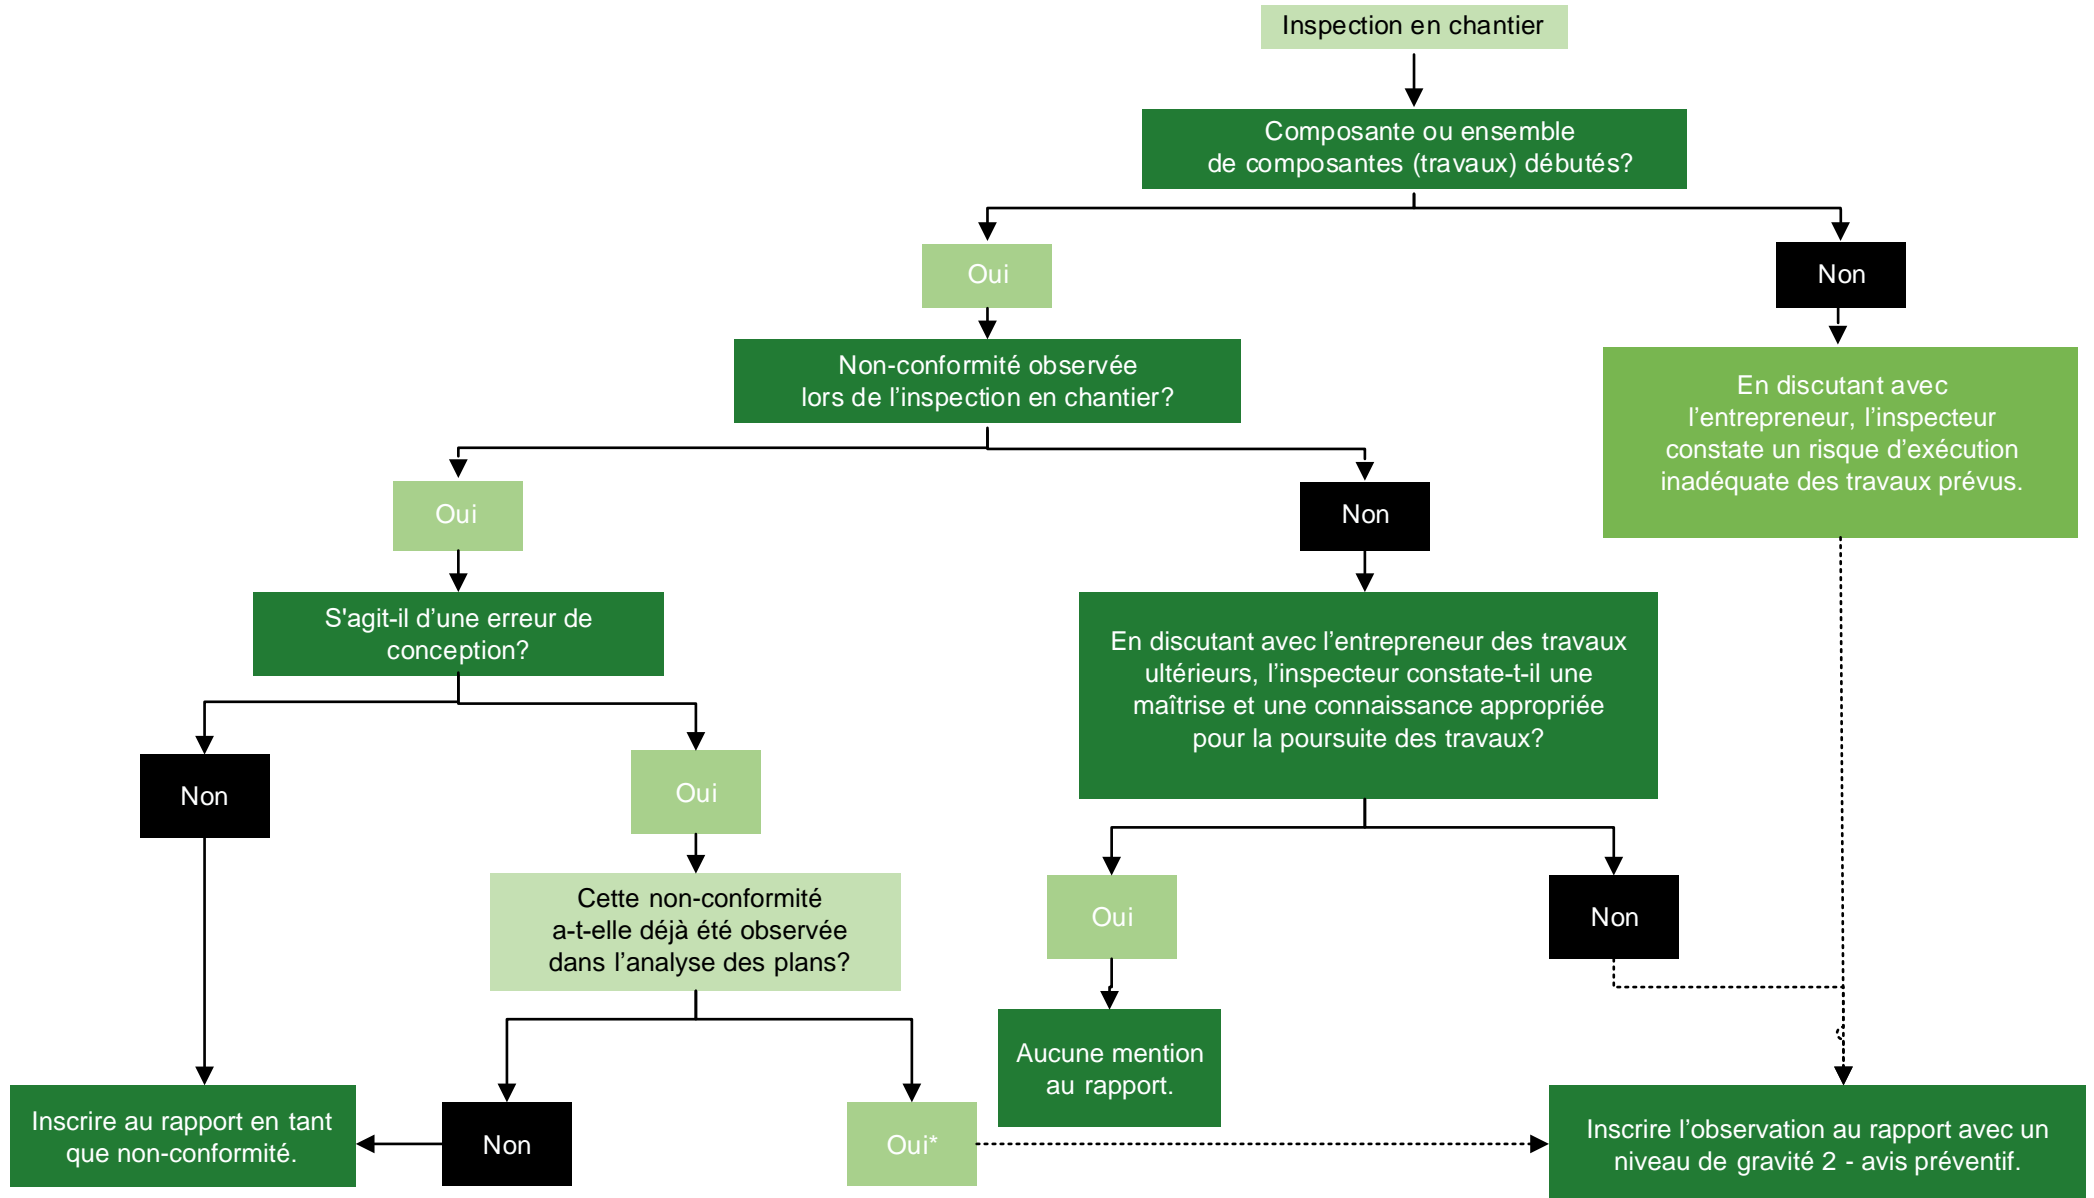 Inspection en chantier
Composante ou ensemble
de composantes (travaux) débutés?
Oui
Non
Non-conformité observée
lors de l’inspection en chantier?
En discutant avec
l’entrepreneur, l’inspecteur
constate un risque d’exécution
inadéquate des travaux prévus.
Oui
Non
S'agit-il d’une erreur de
conception?
En discutant avec l’entrepreneur des travaux
ultérieurs, l’inspecteur constate-t-il une
maîtrise et une connaissance appropriée
pour la poursuite des travaux?
Non
Oui
Cette non-conformité
a-t-elle déjà été observée
dans l’analyse des plans?
Oui
Non
Aucune mention
au rapport.
Inscrire au rapport en tant
que non-conformité.
Non
Oui*
Inscrire l’observation au rapport avec un
niveau de gravité 2 - avis préventif.